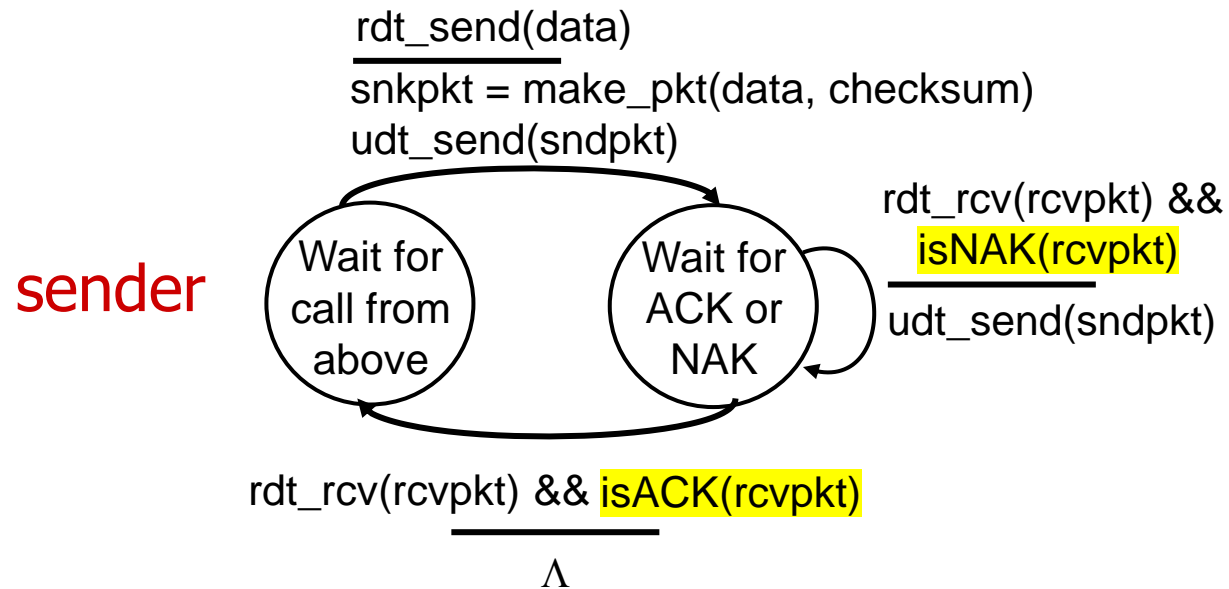 rdt_send(data)
snkpkt = make_pkt(data, checksum)
udt_send(sndpkt)
sender
Wait for
call from
above
Wait for
ACK or
NAK
rdt_rcv(rcvpkt) &&
isNAK(rcvpkt)
udt_send(sndpkt)
rdt_rcv(rcvpkt) && isACK(rcvpkt)
Λ